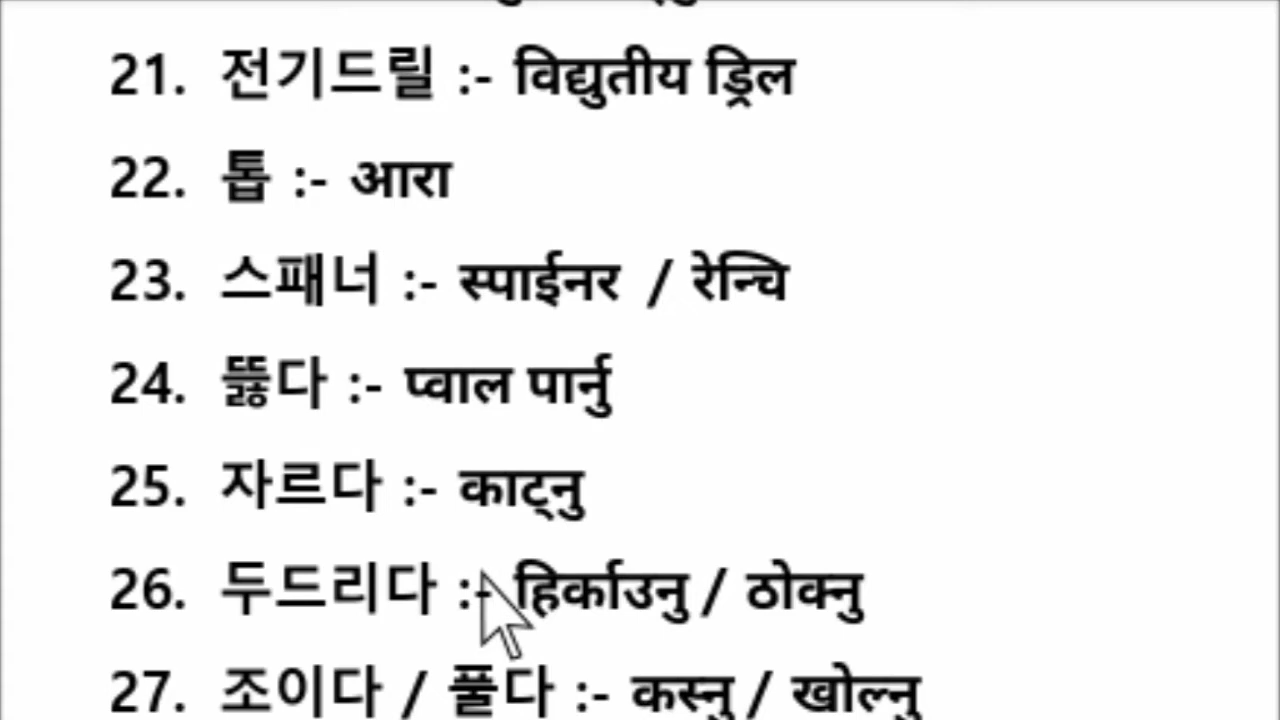 21. 전기드릴 :- विद्युतीय ड्रिल
22. 톱 :- आरा
23. 스패너 :- स्पाईनर / रेन्चि
24. 뚫다 :- प्वाल पार्नु
25. 자르다 :- काट्नु
26. 두드리다 :- हिर्काउनु / ठोक्नु
27. 조이다 / 풀다 :- कस्नु / खोल्नु